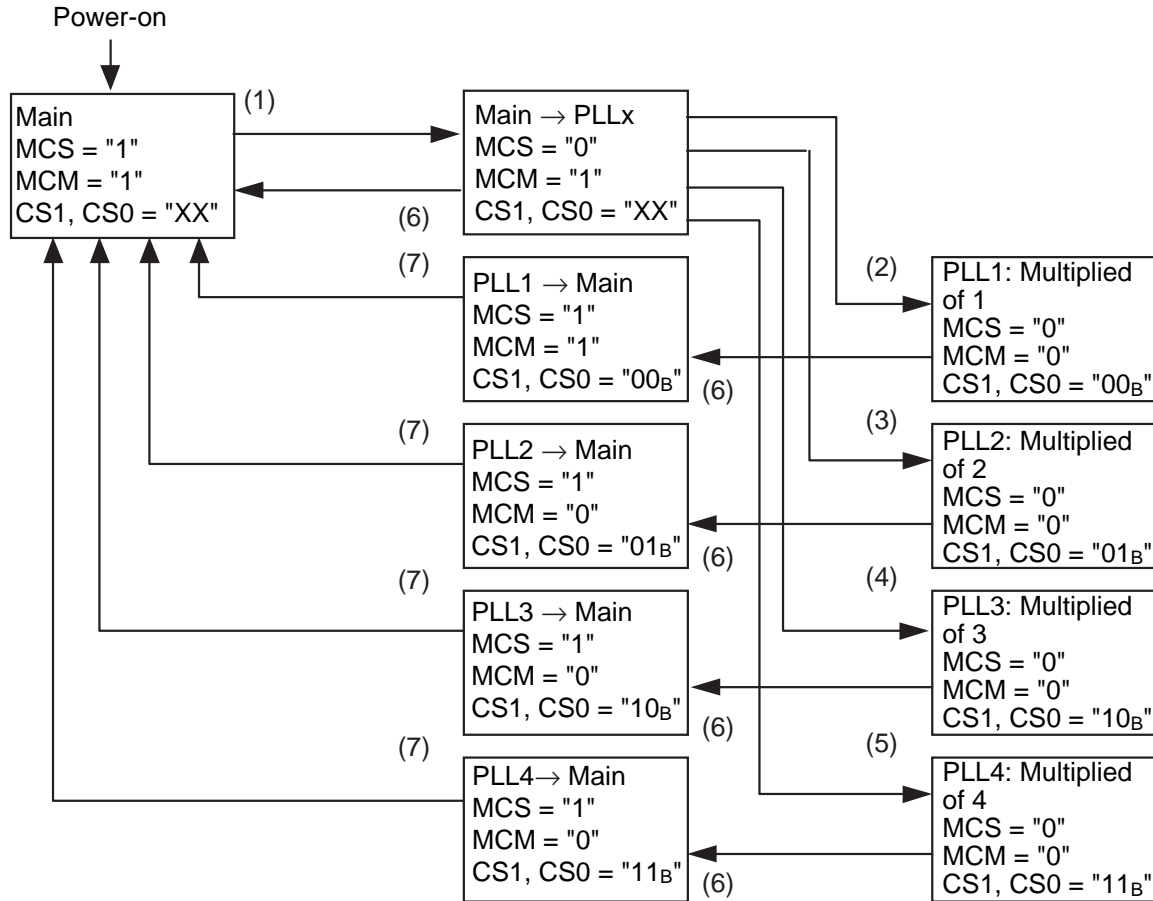 Power-on
(1)
Main
MCS = "1"
MCM = "1"
CS1, CS0 = "XX"
Main → PLLx
MCS = "0"
MCM = "1"
CS1, CS0 = "XX"
(6)
(7)
PLL1 → Main
MCS = "1"
MCM = "1"
CS1, CS0 = "00B"
(2)
PLL1: Multiplied
of 1
MCS = "0"
MCM = "0"
CS1, CS0 = "00B"
(6)
(7)
PLL2 → Main
MCS = "1"
MCM = "0"
CS1, CS0 = "01B"
(3)
PLL2: Multiplied
of 2
MCS = "0"
MCM = "0"
CS1, CS0 = "01B"
(6)
(7)
PLL3 → Main
MCS = "1"
MCM = "0"
CS1, CS0 = "10B"
(4)
PLL3: Multiplied
of 3
MCS = "0"
MCM = "0"
CS1, CS0 = "10B"
(6)
(7)
PLL4→ Main
MCS = "1"
MCM = "0"
CS1, CS0 = "11B"
(5)
PLL4: Multiplied
of 4
MCS = "0"
MCM = "0"
CS1, CS0 = "11B"
(6)